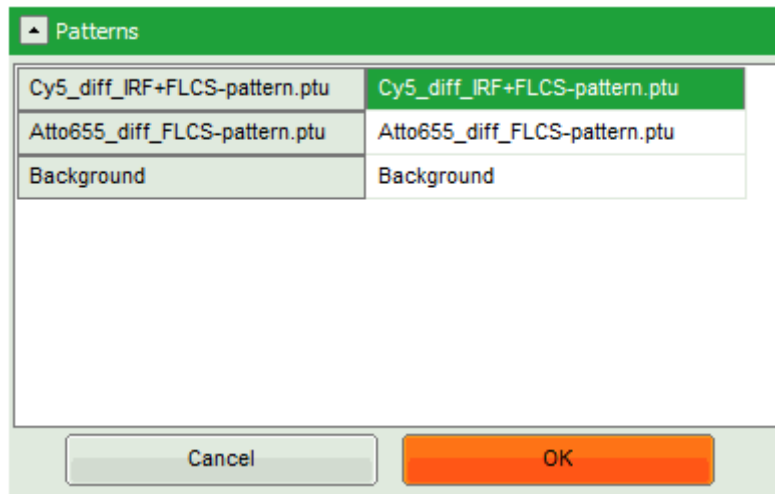 Patterns
Cy5_diff_IRF+FLCS-pattern.ptu Cy5_diff_IRF+FLCS-pattern.ptu
Atto655_diff_FLCS-pattern.ptu Atto655_diff_FLCS-pattern.ptu
Background Background
Cancel OK